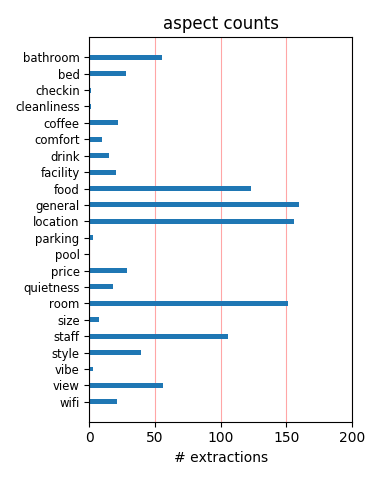 aspect counts
bathroom
bed
checkin
cleanliness
coffee
comfort
drink
facility
food
general
location
parking
pool
price
quietness
room
size
staff
style
vibe
view
wifi
0 50 100 150 200
# extractions